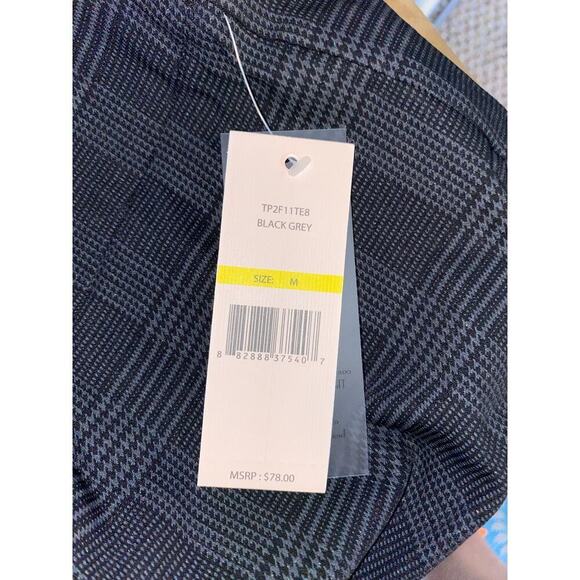 TP2F11TE8
BLACK GREY
SIZE: M
8 82888 37540 7
MSRP : $78.00